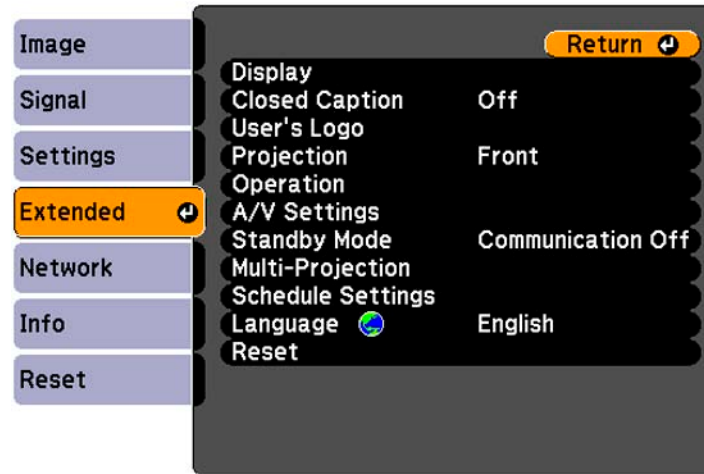 Image
Signal
Settings
Extended
Network
Info
Reset
Return
Display
Closed Caption Off
User's Logo
Projection Front
Operation
A/V Settings
Standby Mode Communication Off
Multi-Projection
Schedule Settings
Language English
Reset